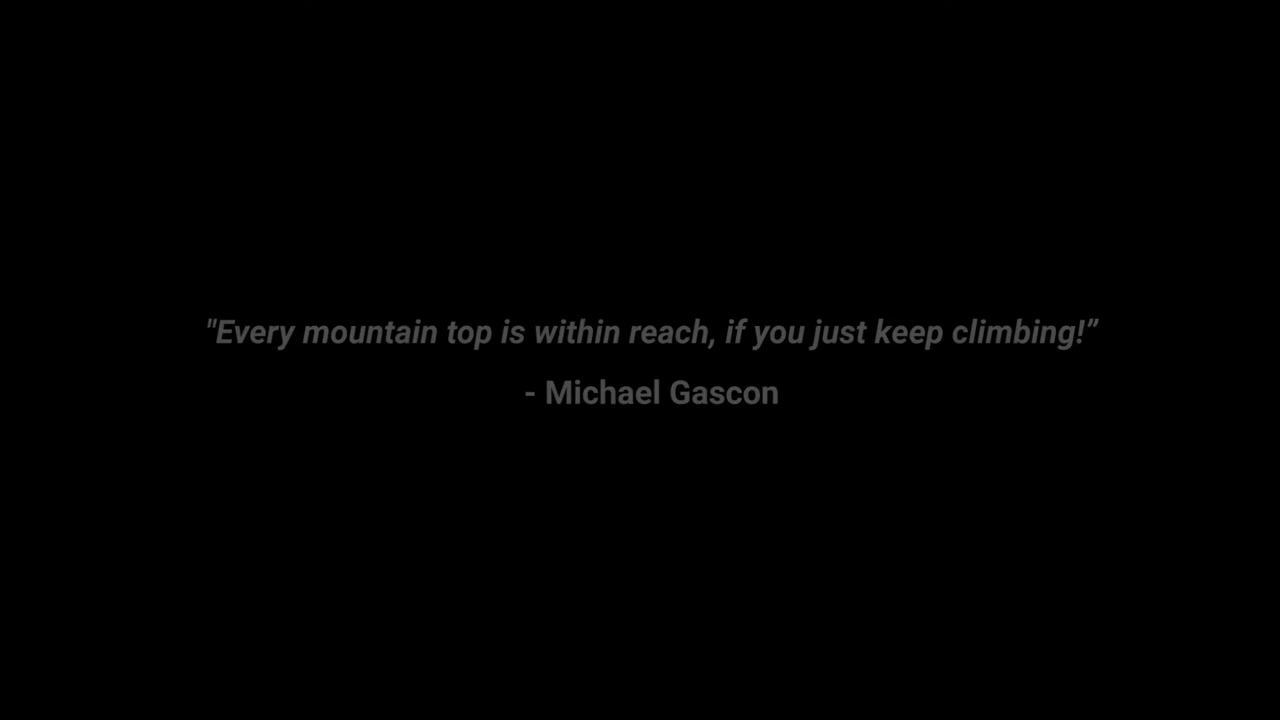 "Every mountain top is within reach, if you just keep climbing!”
- Michael Gascon